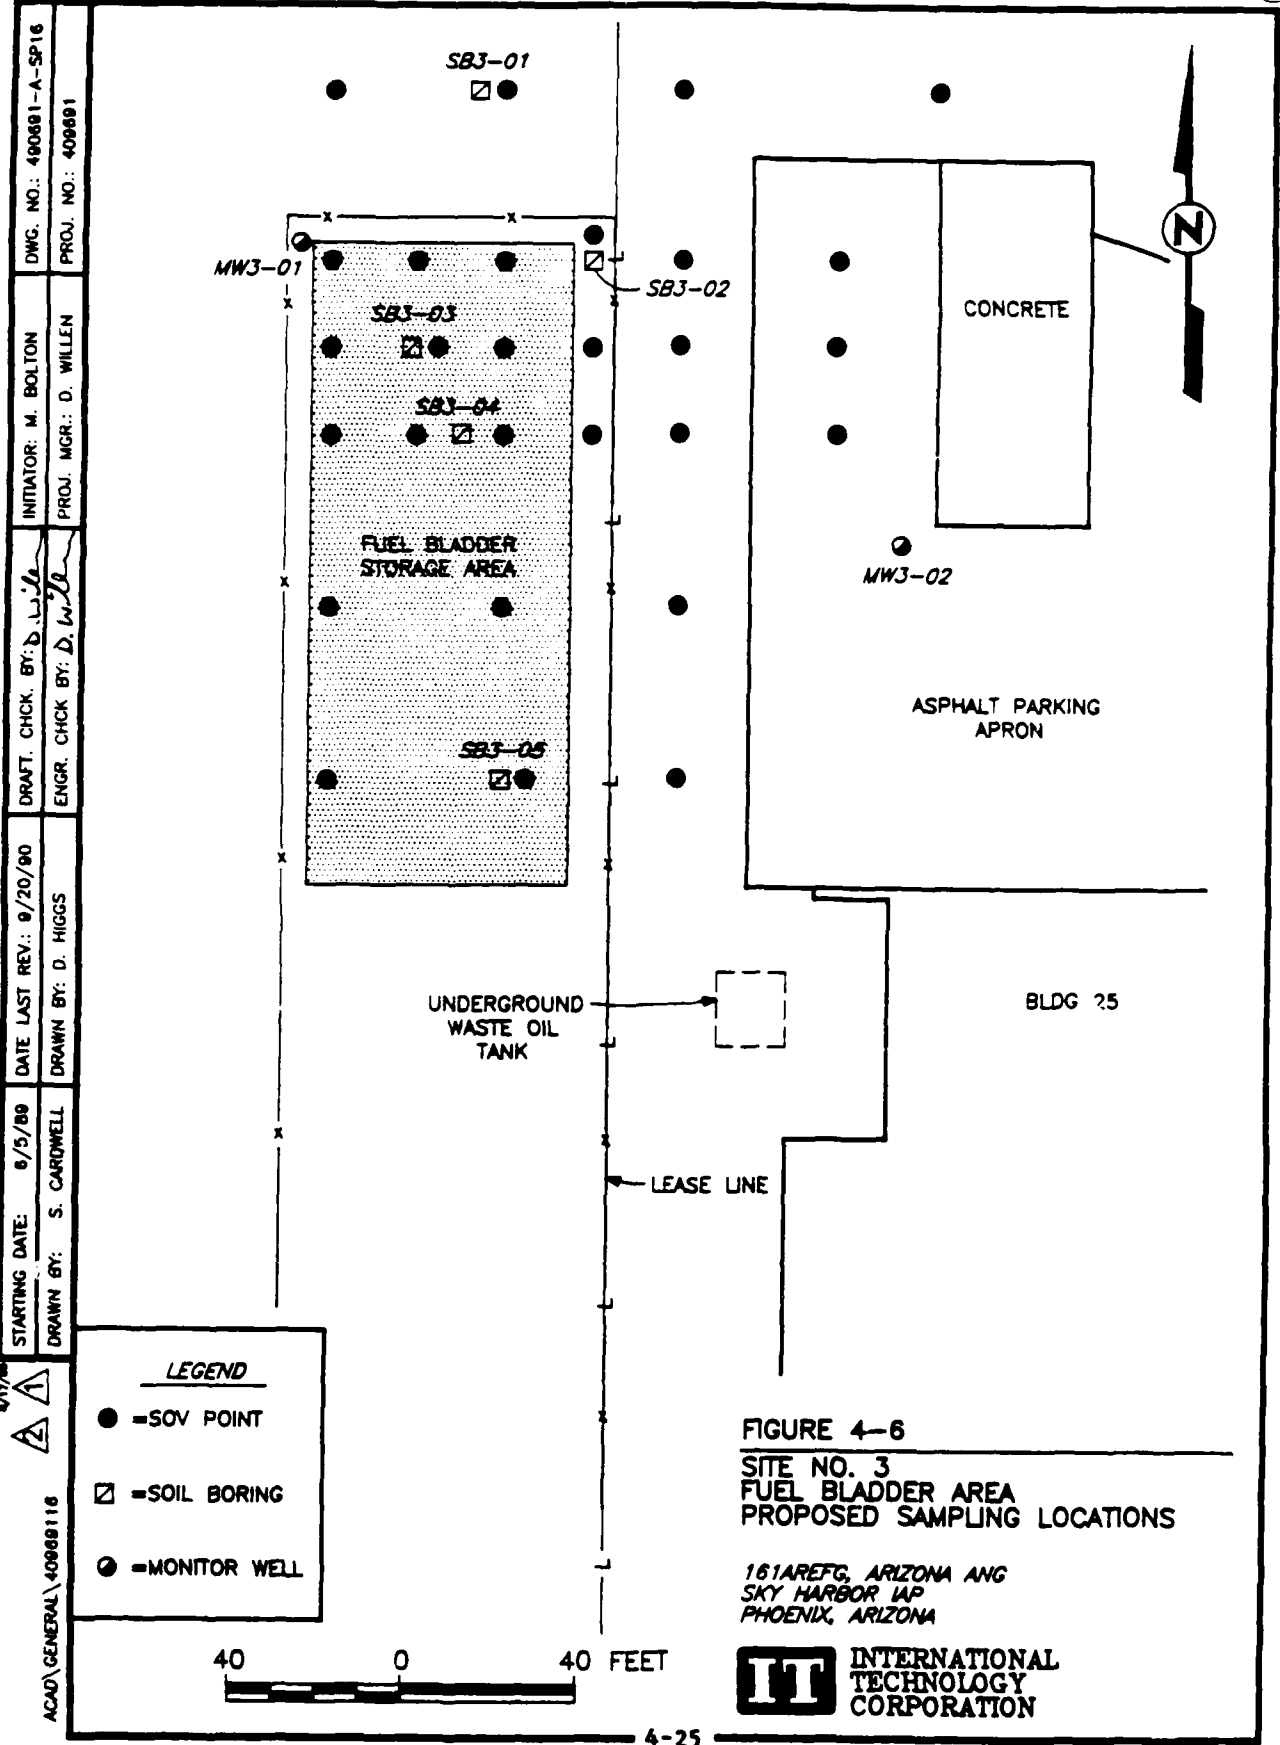 DWG. NO.: 490691-A-SP16
PROJ. NO.: 409691
INITIATOR: M. BOLTON
PROJ. MGR.: D. WILLEN
DRAFT. CHCK. BY:
ENGR. CHCK BY:
DATE LAST REV.: 9/20/90
DRAWN BY: D. HIGGS
STARTING DATE: 6/5/89
DRAWN BY: S. CARDWELL
1
2
ACAD\GENERAL\40969116
SB3-01
MW3-01
SB3-02
SB3-03
SB3-04
FUEL BLADDER
STORAGE AREA
SB3-05
N
CONCRETE
MW3-02
ASPHALT PARKING
APRON
UNDERGROUND
WASTE OIL
TANK
BLDG 25
LEASE LINE
LEGEND
=SOV POINT
=SOIL BORING
=MONITOR WELL
FIGURE 4-6
SITE NO. 3
FUEL BLADDER AREA
PROPOSED SAMPLING LOCATIONS
161AREFG, ARIZONA ANG
SKY HARBOR IAP
PHOENIX, ARIZONA
40 0 40 FEET
IT INTERNATIONAL
TECHNOLOGY
CORPORATION
4-25